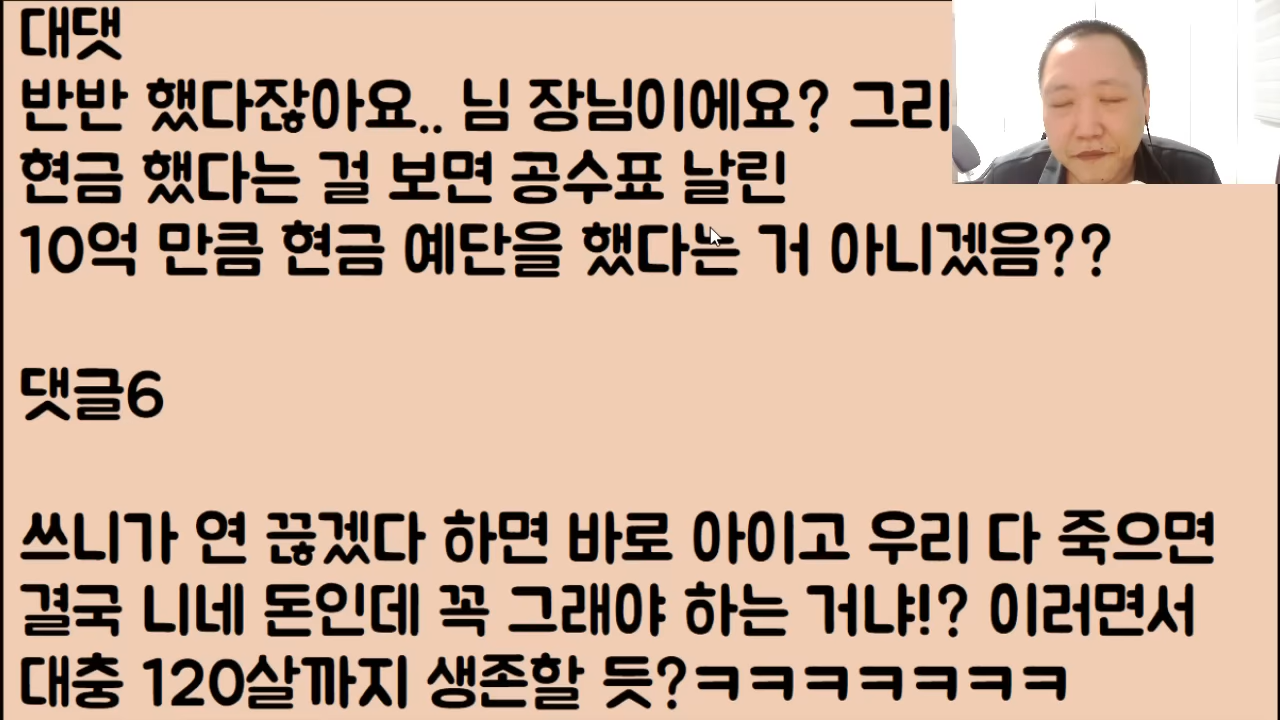 대댓
반반 했다잖아요.. 님 장님이에요? 그리
현금 했다는 걸 보면 공수표 날린
10억 만큼 현금 예단을 했다는 거 아니겠음??
댓글6
쓰니가 연 끊겠다 하면 바로 아이고 우리 다 죽으면
결국 니네 돈인데 꼭 그래야 하는 거냐!? 이러면서
대충 120살까지 생존할 듯?ㅋㅋㅋㅋㅋㅋㅋ